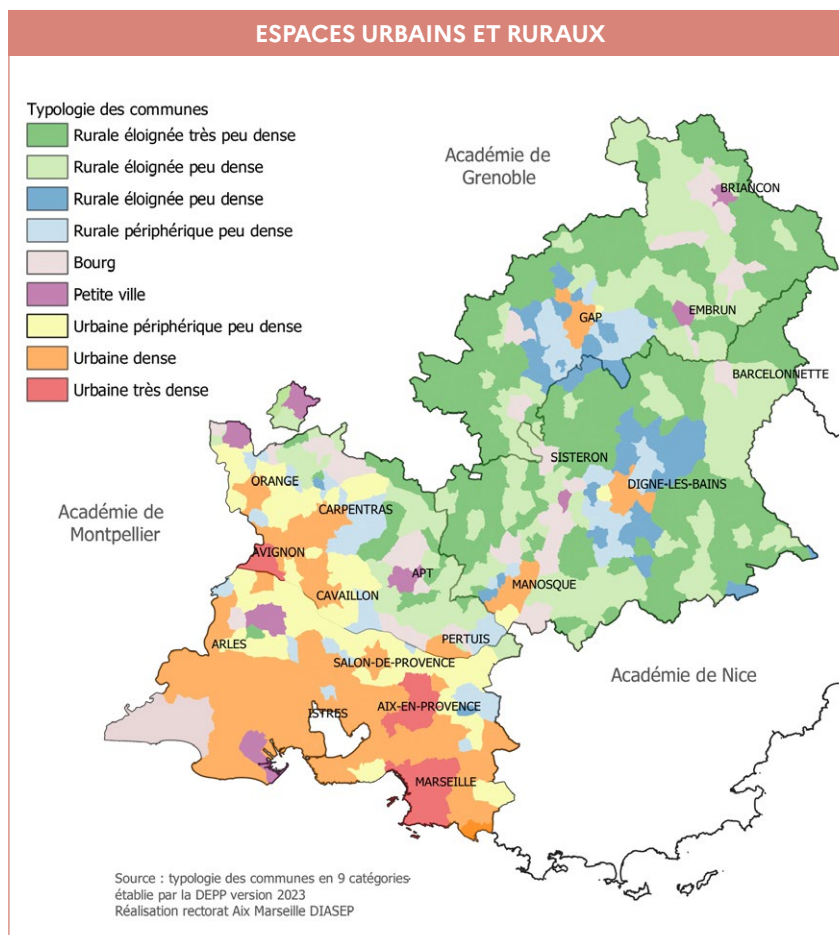 ESPACES URBAINS ET RURAUX
Typologie des communes
Rurale éloignée très peu dense
Rurale éloignée peu dense
Rurale éloignée peu dense
Rurale périphérique peu dense
Bourg
Petite ville
Urbaine périphérique peu dense
Urbaine dense
Urbaine très dense
Académie de
Grenoble
BRIANCON
GAP
EMBRUN
BARCELONNETTE
SISTERON
DIGNE-LES-BAINS
ORANGE
CARPENTRAS
Académie de
Montpellier
AVIGNON
APT
MANOSQUE
CAVAILLON
PERTUIS
ARLES
SALON-DE-PROVENCE
Académie de Nice
ISTRES
AIX-EN-PROVENCE
MARSEILLE
Source : typologie des communes en 9 catégories
établie par la DEPP version 2023
Réalisation rectorat Aix Marseille DIASEP